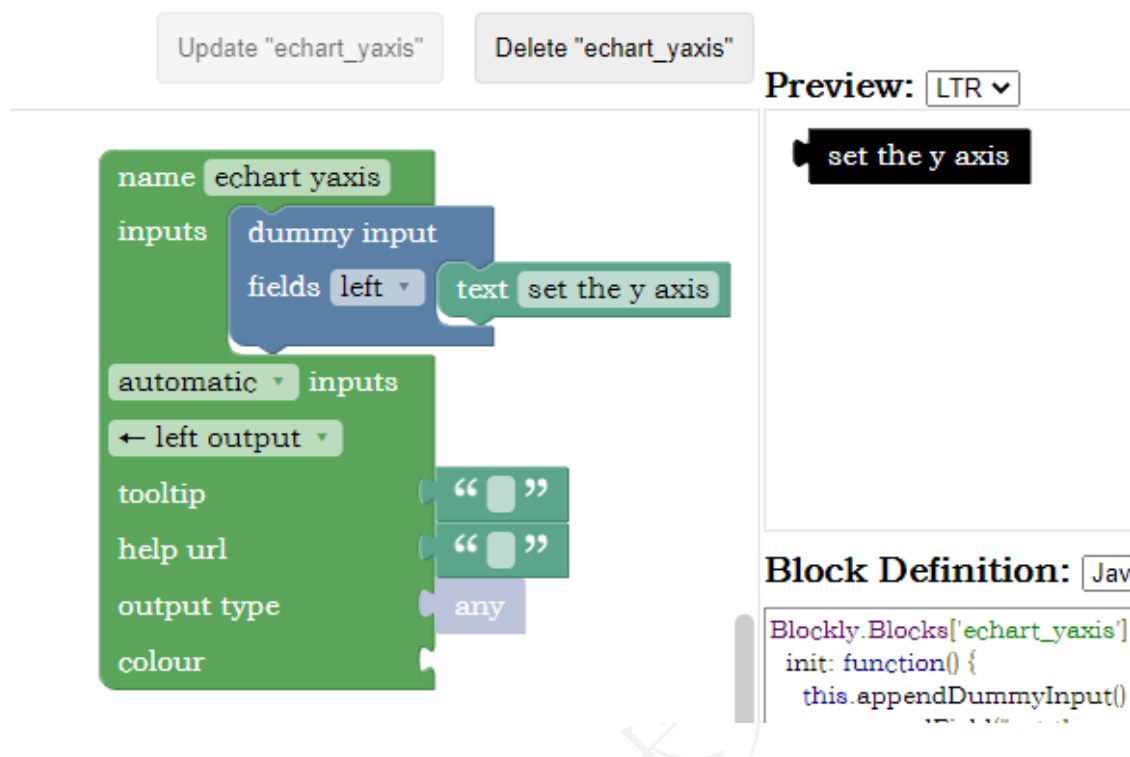 Update "echart_yaxis"
Delete "echart_yaxis"
Preview: LTR
set the y axis
name echart yaxis
inputs dummy input
fields left text set the y axis
automatic inputs
← left output
tooltip “ ”
help url “ ”
output type any
colour
Block Definition: Jav
Blockly.Blocks['echart_yaxis']
init: function() {
this.appendDummyInput()